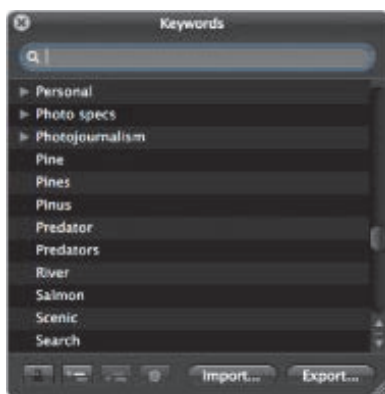 Keywords
Personal
Photo specs
Photojournalism
Pine
Pines
Pinus
Predator
Predators
River
Salmon
Scenic
Search
Import... Export...